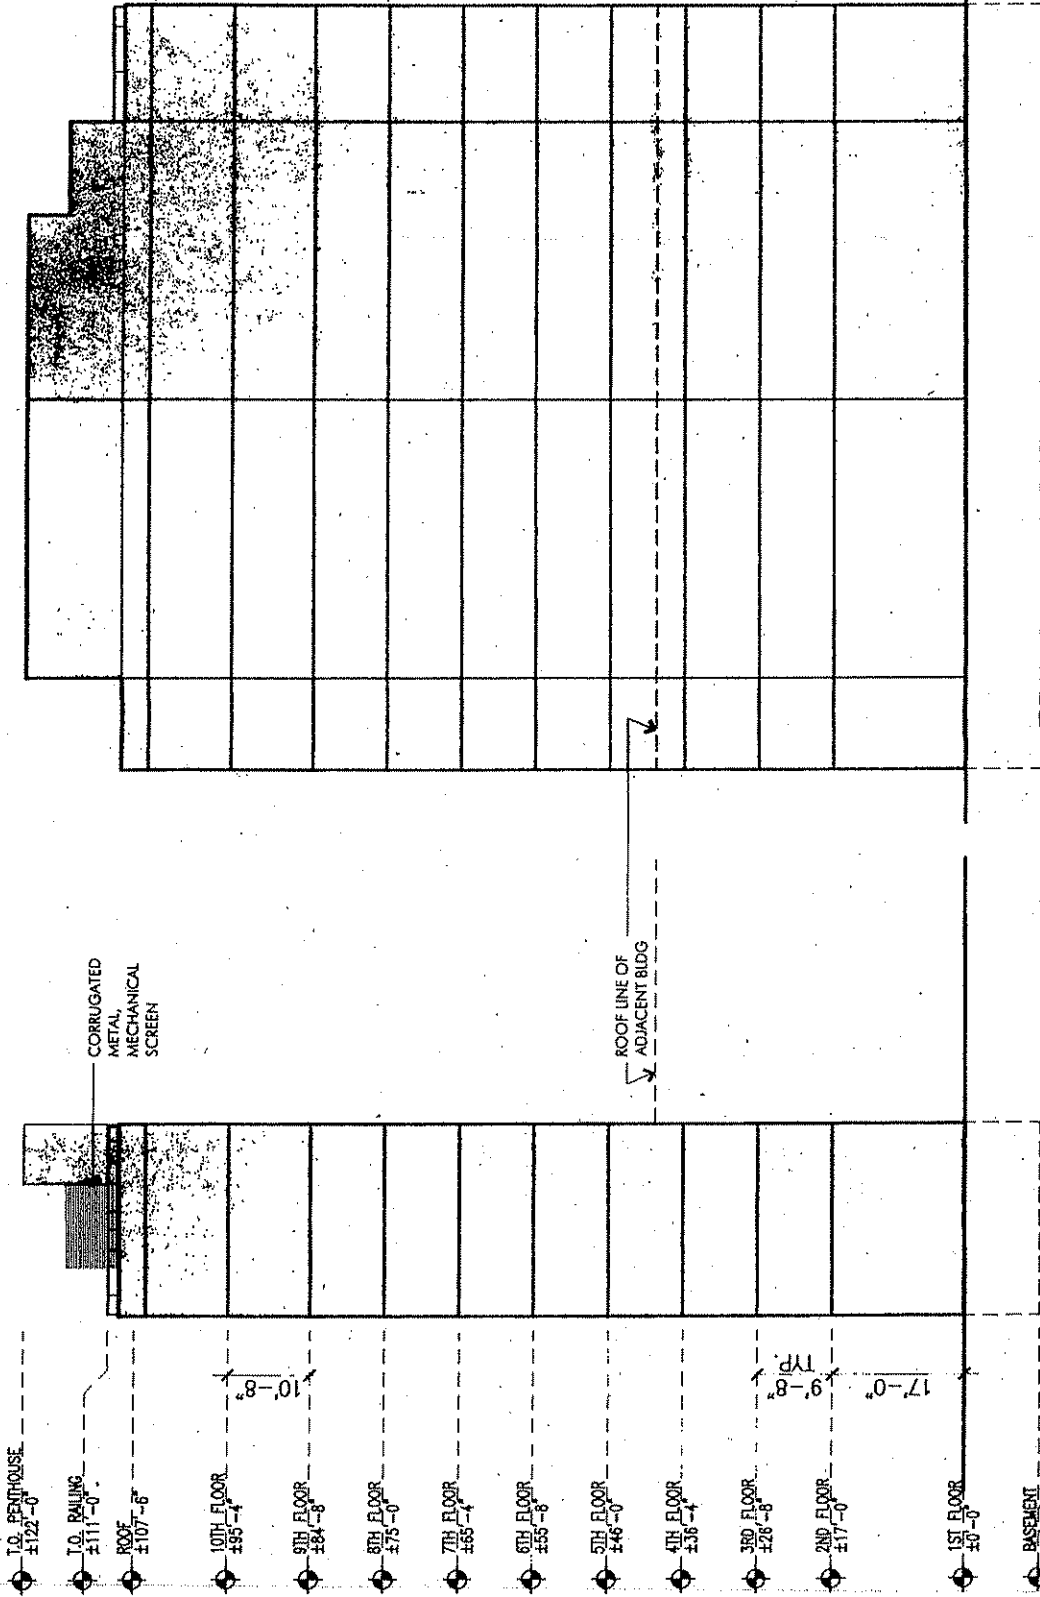 T.O. PENTHOUSE
±122'-0"
T.O. RAILING
±111'-0"
ROOF
±107'-6"
10TH FLOOR
±95'-4"
9TH FLOOR
±84'-8"
8TH FLOOR
±75'-0"
7TH FLOOR
±65'-4"
6TH FLOOR
±55'-8"
5TH FLOOR
±46'-0"
4TH FLOOR
±36'-4"
3RD FLOOR
±26'-8"
2ND FLOOR
±17'-0"
1ST FLOOR
±0'-0"
BASEMENT
10'-8"
9'-8"
TYP.
17'-0"
CORRUGATED
METAL,
MECHANICAL
SCREEN
ROOF LINE OF
ADJACENT BLDG